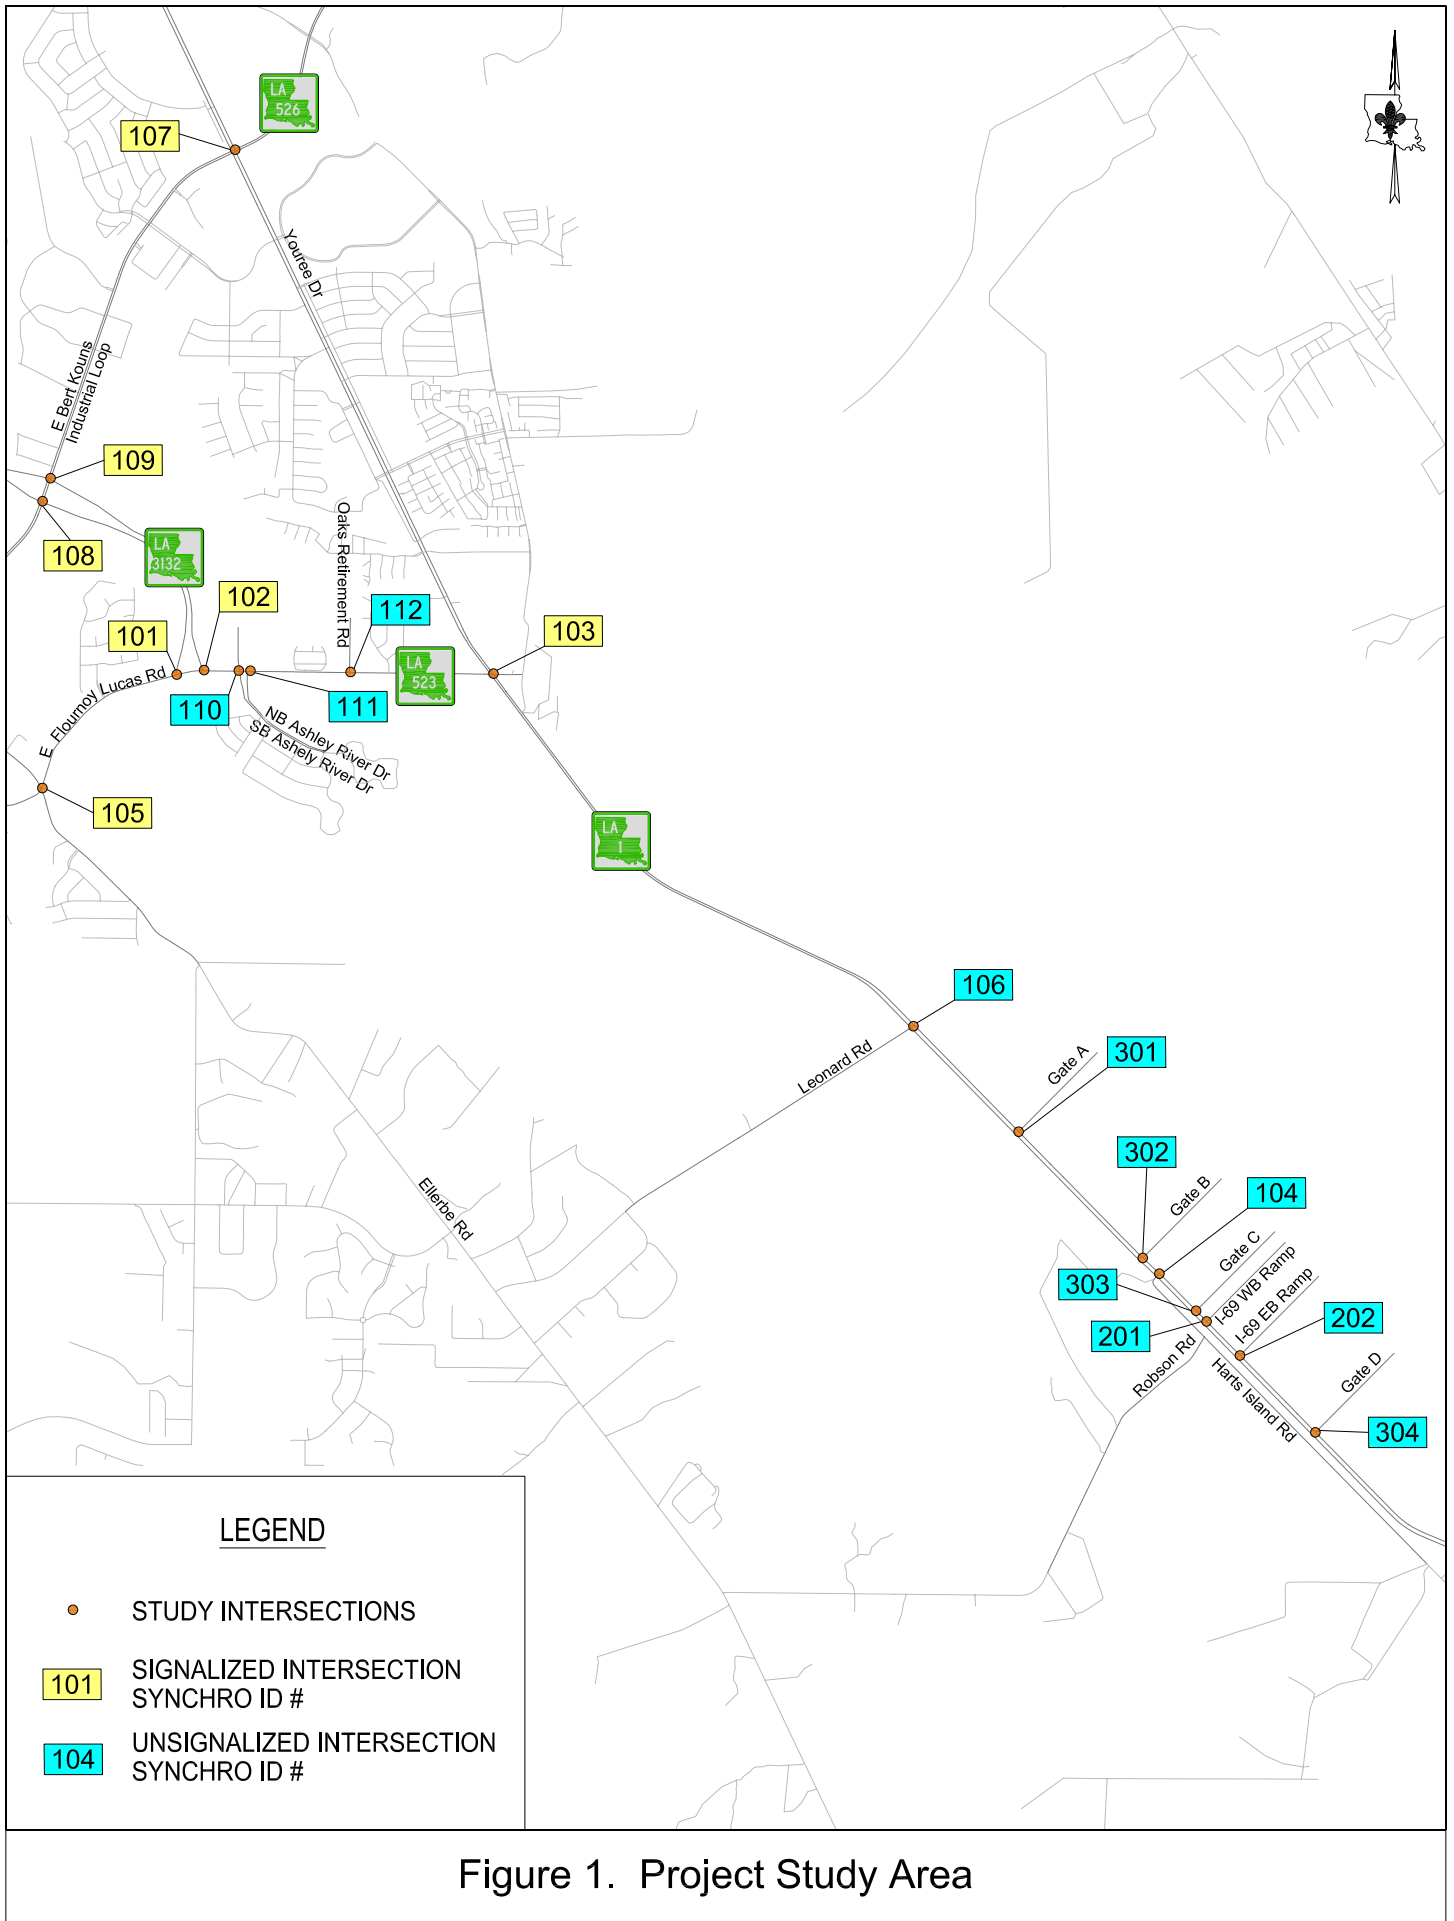 LA
526
107
Youree Dr
E Bert Kouns
Industrial Loop
109
108
LA
3132
Oaks Retirement Rd
102
112
101
103
E Flournoy Lucas Rd
LA
523
110
111
NB Ashley River Dr
SB Ashely River Dr
105
LA
1
106
Leonard Rd
Gate A
301
302
Gate B
104
Ellerbe Rd
Gate C
303
I-69 WB Ramp
I-69 EB Ramp
201
202
Robson Rd
Harts Island Rd
Gate D
304
LEGEND
STUDY INTERSECTIONS
101
SIGNALIZED INTERSECTION
SYNCHRO ID #
104
UNSIGNALIZED INTERSECTION
SYNCHRO ID #
Figure 1. Project Study Area